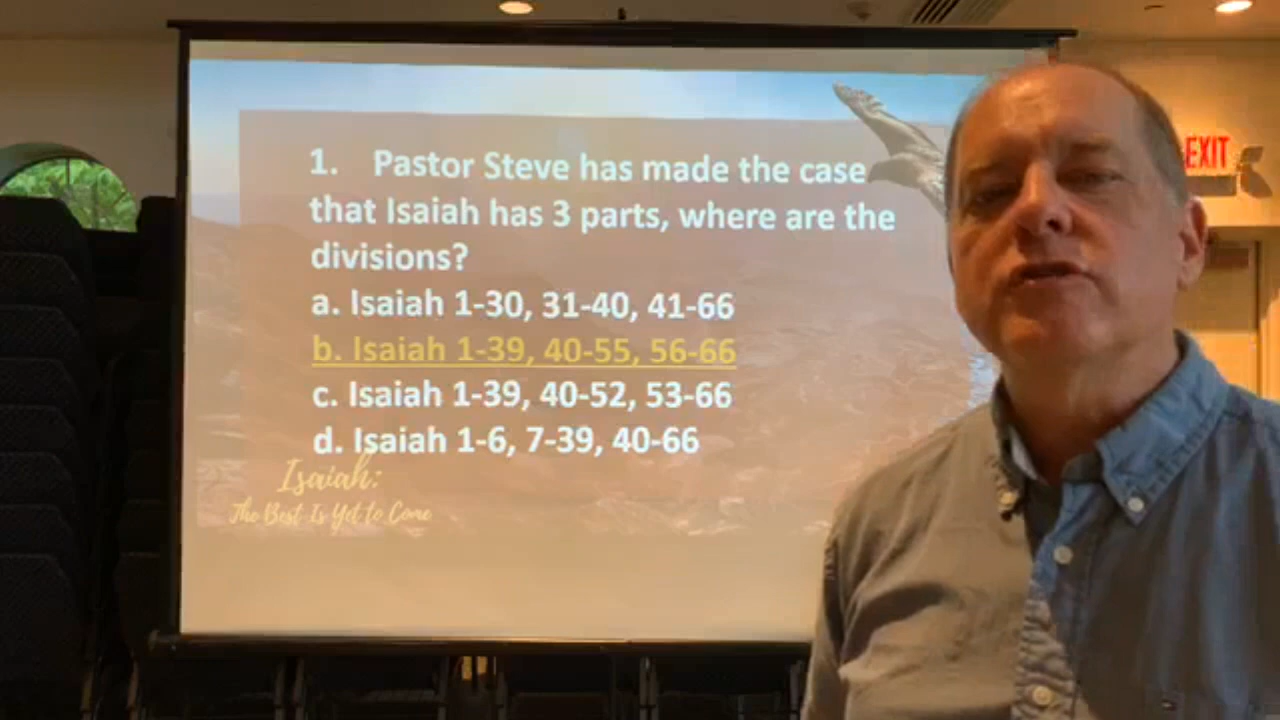 1. Pastor Steve has made the case
that Isaiah has 3 parts, where are the
divisions?
a. Isaiah 1-30, 31-40, 41-66
b. Isaiah 1-39, 40-55, 56-66
c. Isaiah 1-39, 40-52, 53-66
d. Isaiah 1-6, 7-39, 40-66
Isaiah:
The Best Is Yet to Come
EXIT